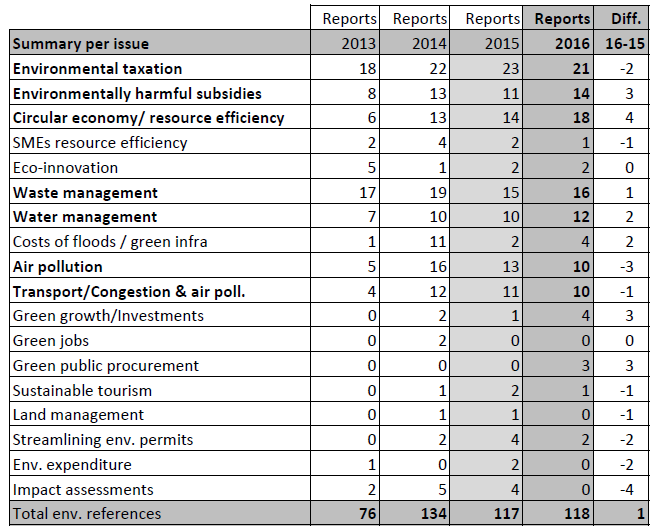 Reports Reports Reports Reports Diff.
Summary per issue 2013 2014 2015 2016 16-15
Environmental taxation 18 22 23 21 -2
Environmentally harmful subsidies 8 13 11 14 3
Circular economy/ resource efficiency 6 13 14 18 4
SMEs resource efficiency 2 4 2 1 -1
Eco-innovation 5 1 2 2 0
Waste management 17 19 15 16 1
Water management 7 10 10 12 2
Costs of floods / green infra 1 11 2 4 2
Air pollution 5 16 13 10 -3
Transport/Congestion & air poll. 4 12 11 10 -1
Green growth/Investments 0 2 1 4 3
Green jobs 0 2 0 0 0
Green public procurement 0 0 0 3 3
Sustainable tourism 0 1 2 1 -1
Land management 0 1 1 0 -1
Streamlining env. permits 0 2 4 2 -2
Env. expenditure 1 0 2 0 -2
Impact assessments 2 5 4 0 -4
Total env. references 76 134 117 118 1